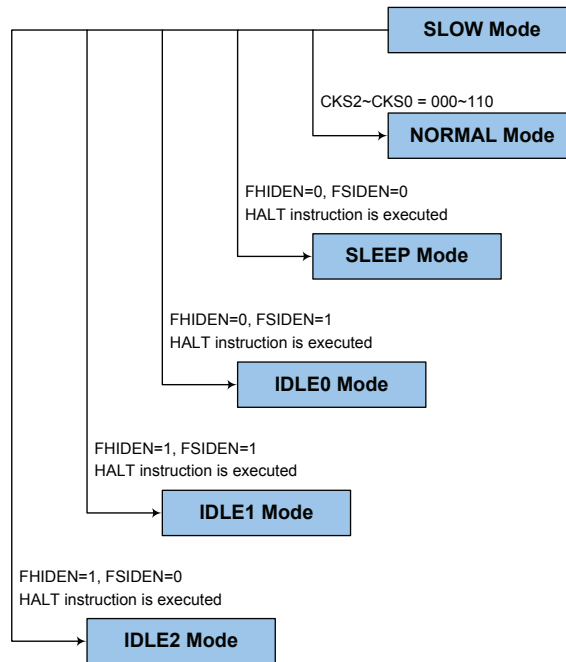 SLOW Mode
CKS2~CKS0 = 000~110
NORMAL Mode
FHIDEN=0, FSIDEN=0
HALT instruction is executed
SLEEP Mode
FHIDEN=0, FSIDEN=1
HALT instruction is executed
IDLE0 Mode
FHIDEN=1, FSIDEN=1
HALT instruction is executed
IDLE1 Mode
FHIDEN=1, FSIDEN=0
HALT instruction is executed
IDLE2 Mode